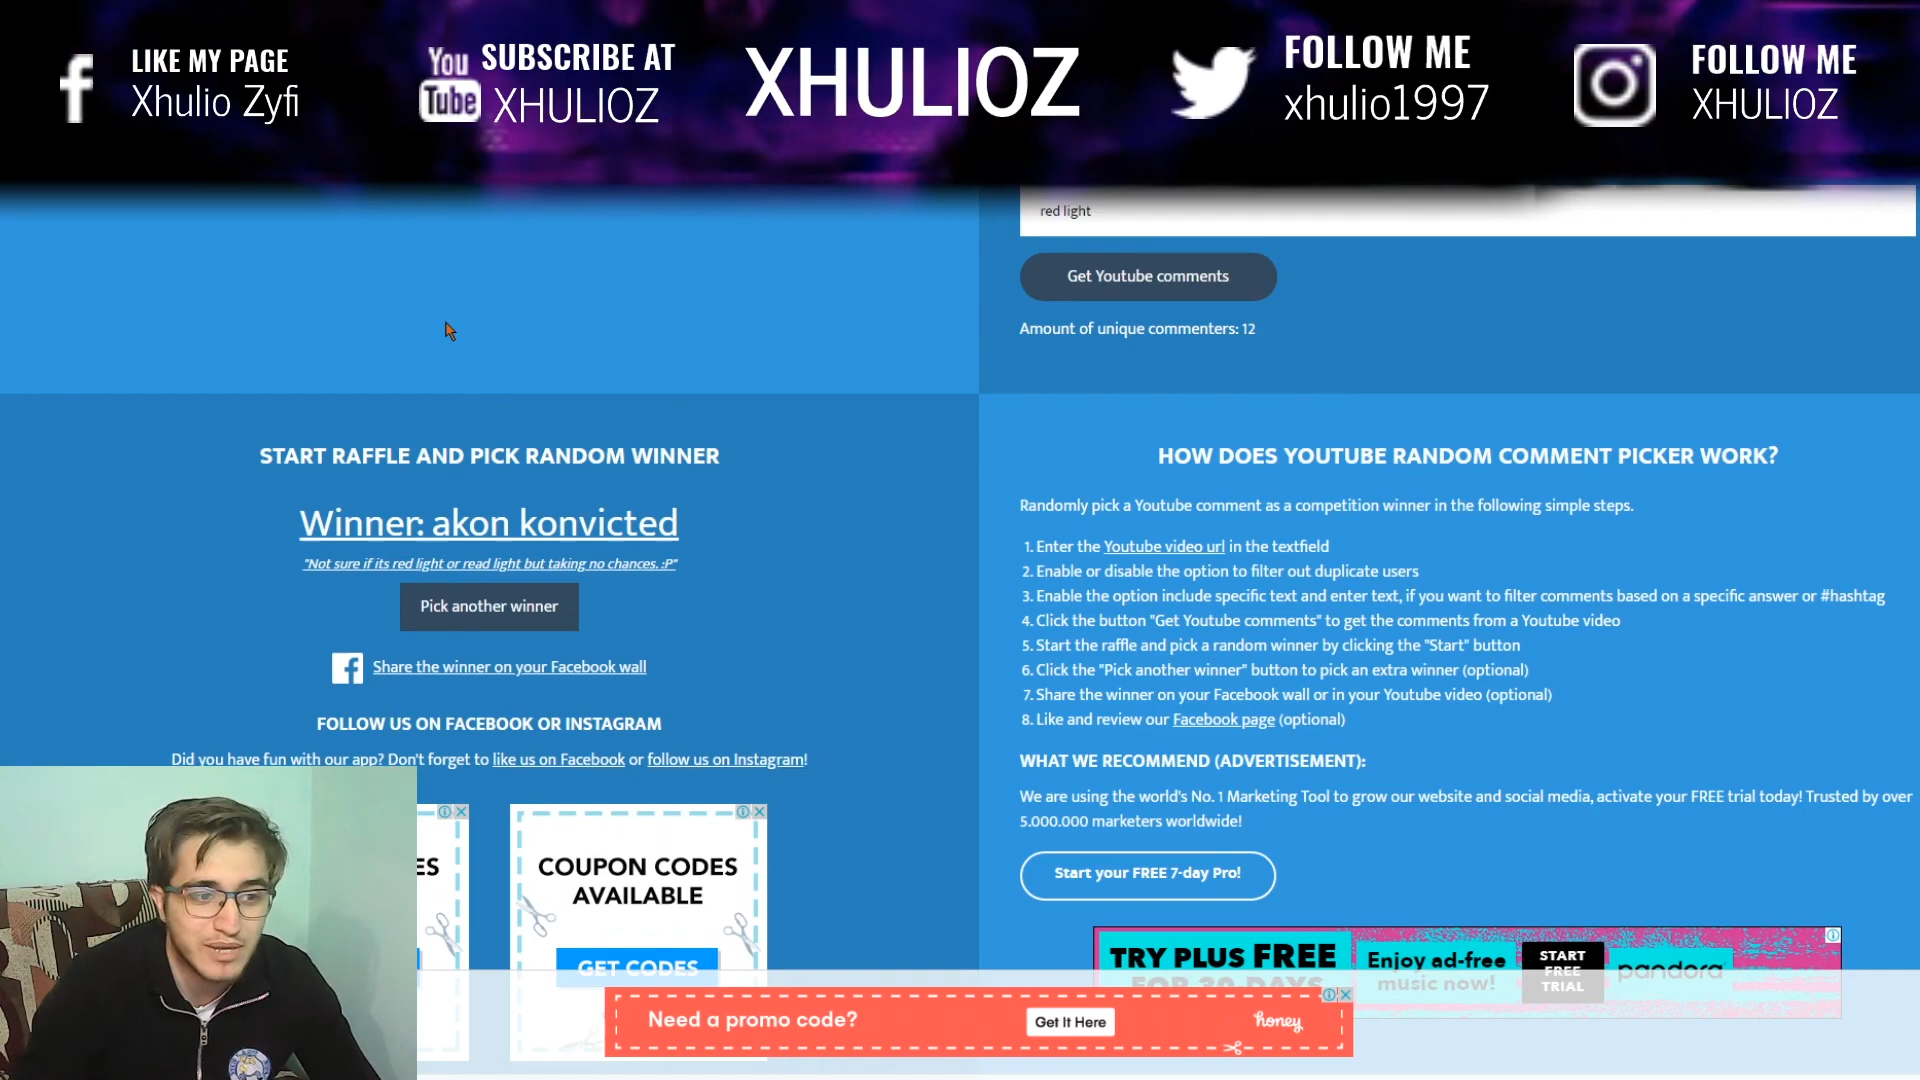 LIKE MY PAGE
Xhulio Zyfi
You
Tube
SUBSCRIBE AT
XHULIOZ
XHULIOZ
FOLLOW ME
xhulio1997
FOLLOW ME
XHULIOZ
red light
Get Youtube comments
Amount of unique commenters: 12
START RAFFLE AND PICK RANDOM WINNER
Winner: akon konvicted
"Not sure if its red light or read light but taking no chances. :P"
Pick another winner
Share the winner on your Facebook wall
FOLLOW US ON FACEBOOK OR INSTAGRAM
Did you have fun with our app? Don't forget to like us on Facebook or follow us on Instagram!
ES
COUPON CODES
AVAILABLE
GET CODES
HOW DOES YOUTUBE RANDOM COMMENT PICKER WORK?
Randomly pick a Youtube comment as a competition winner in the following simple steps.
1. Enter the Youtube video url in the textfield
2. Enable or disable the option to filter out duplicate users
3. Enable the option include specific text and enter text, if you want to filter comments based on a specific answer or #hashtag
4. Click the button "Get Youtube comments" to get the comments from a Youtube video
5. Start the raffle and pick a random winner by clicking the "Start" button
6. Click the "Pick another winner" button to pick an extra winner (optional)
7. Share the winner on your Facebook wall or in your Youtube video (optional)
8. Like and review our Facebook page (optional)
WHAT WE RECOMMEND (ADVERTISEMENT):
We are using the world's No. 1 Marketing Tool to grow our website and social media, activate your FREE trial today! Trusted by over
5.000.000 marketers worldwide!
Start your FREE 7-day Pro!
TRY PLUS FREE
FOR 30-DAYS
Enjoy ad-free
music now!
START
FREE
TRIAL
pandora
Need a promo code?
Get It Here
honey